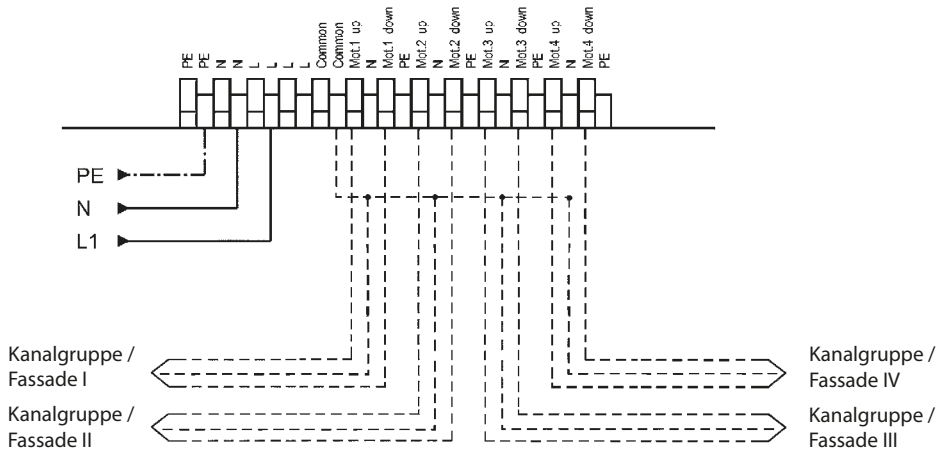 PE
PE
N
N
L
L
L
L
Common
Common
Mot.1 up
N
Mot.1 down
PE
Mot.2 up
N
Mot.2 down
PE
Mot.3 up
N
Mot.3 down
PE
Mot.4 up
N
Mot.4 down
PE
PE
N
L1
Kanalgruppe /
Fassade I
Kanalgruppe /
Fassade II
Kanalgruppe /
Fassade IV
Kanalgruppe /
Fassade III